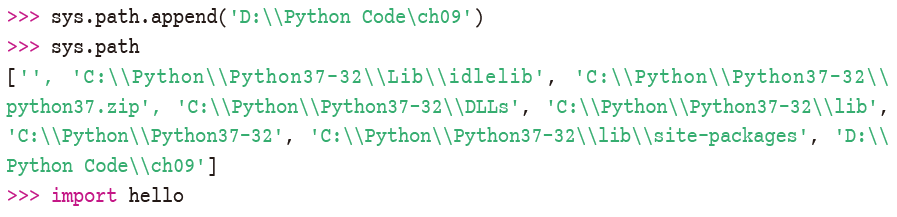 >>> sys.path.append('D:\\Python Code\ch09')
>>> sys.path
['', 'C:\\Python\\Python37-32\\Lib\\idlelib', 'C:\\Python\\Python37-32\\
python37.zip', 'C:\\Python\\Python37-32\\DLLs', 'C:\\Python\\Python37-32\\lib',
'C:\\Python\\Python37-32', 'C:\\Python\\Python37-32\\lib\\site-packages', 'D:\\
Python Code\\ch09']
>>> import hello